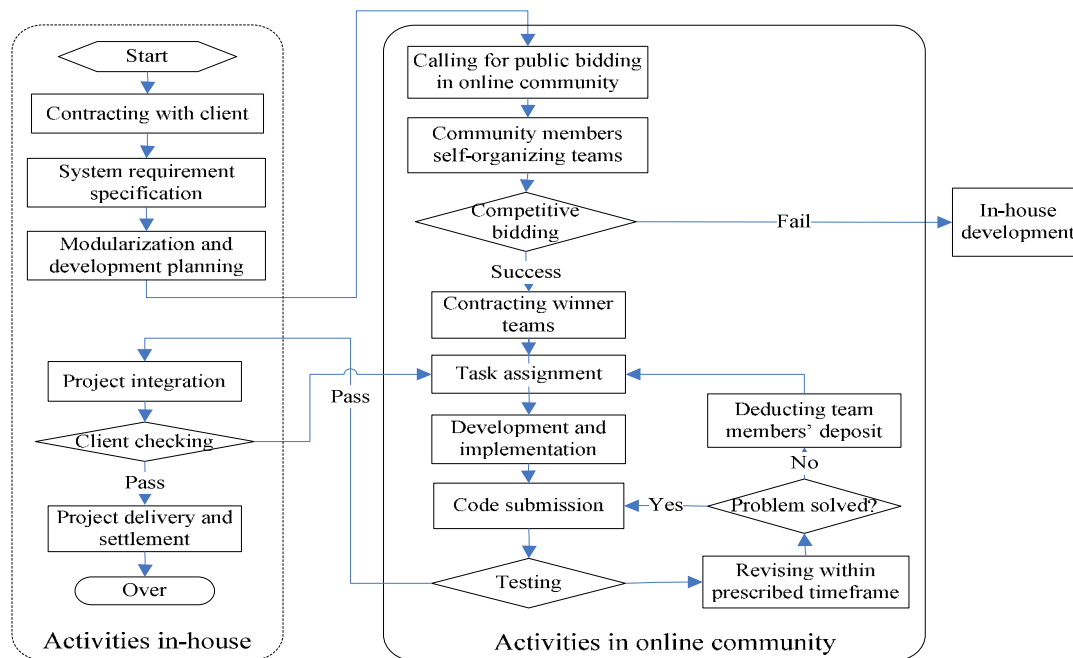 Start
Contracting with client
System requirement
specification
Modularization and
development planning
Project integration
Client checking
Pass
Project delivery and
settlement
Over
Activities in-house
Pass
Calling for public bidding
in online community
Community members
self-organizing teams
Competitive
bidding
Fail
In-house
development
Success
Contracting winner
teams
Task assignment
Development and
implementation
Code submission
Testing
Deducting team
members’ deposit
No
Problem solved?
Yes
Revising within
prescribed timeframe
Activities in online community